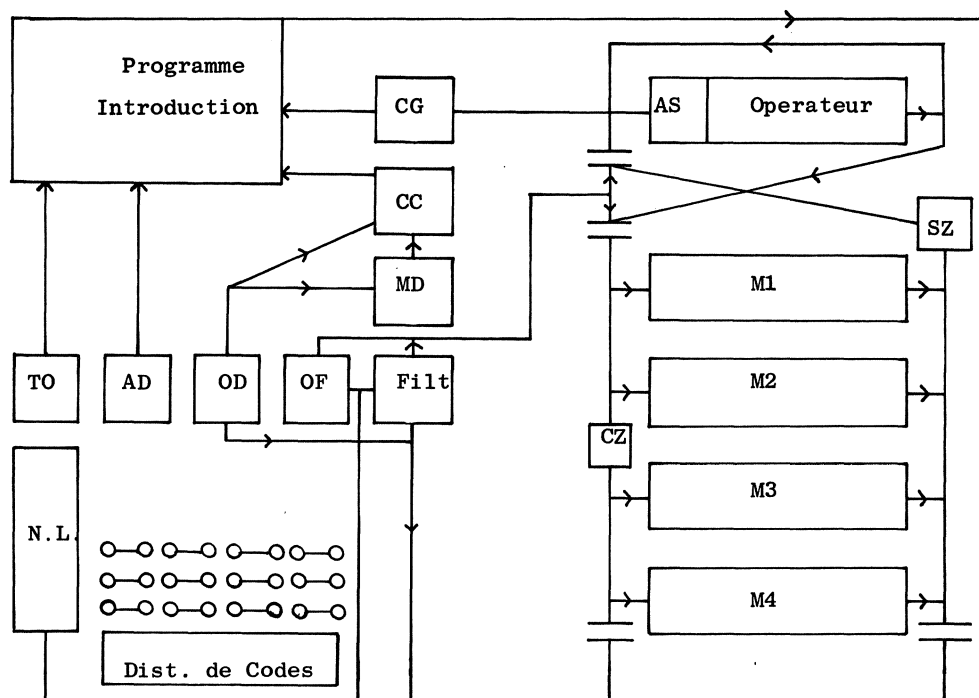 Programme
Introduction
CG
AS
Operateur
CC
SZ
MD
M1
TO
AD
OD
OF
Filt
M2
CZ
M3
N.L.
M4
Dist. de Codes